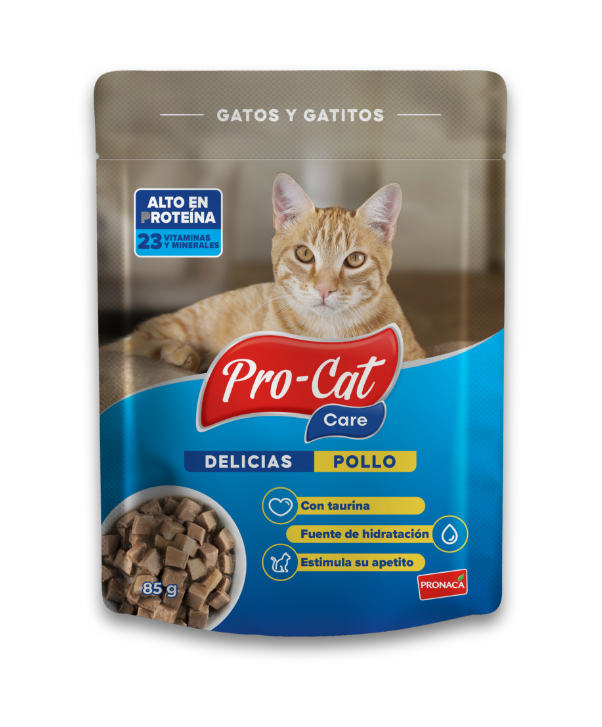 GATOS Y GATITOS
ALTO EN
PROTEÍNA
23 VITAMINAS
Y MINERALES
Pro-Cat
Care
DELICIAS POLLO
Con taurina
Fuente de hidratación
Estimula su apetito
85 g
PRONACA